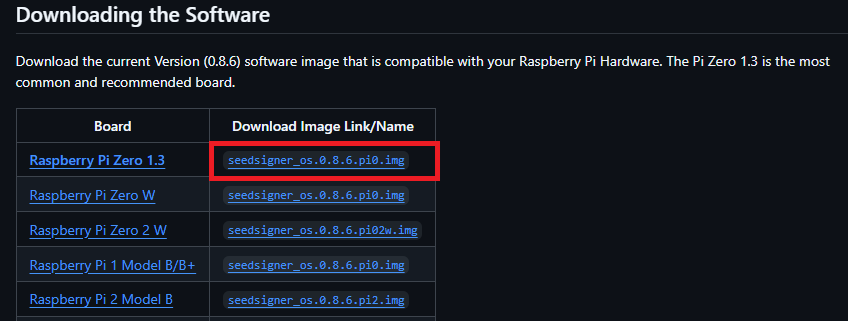 Downloading the Software
Download the current Version (0.8.6) software image that is compatible with your Raspberry Pi Hardware. The Pi Zero 1.3 is the most
common and recommended board.
Board Download Image Link/Name
Raspberry Pi Zero 1.3 seedsigner_os.0.8.6.pi0.img
Raspberry Pi Zero W seedsigner_os.0.8.6.pi0.img
Raspberry Pi Zero 2 W seedsigner_os.0.8.6.pi02w.img
Raspberry Pi 1 Model B/B+ seedsigner_os.0.8.6.pi0.img
Raspberry Pi 2 Model B seedsigner_os.0.8.6.pi2.img